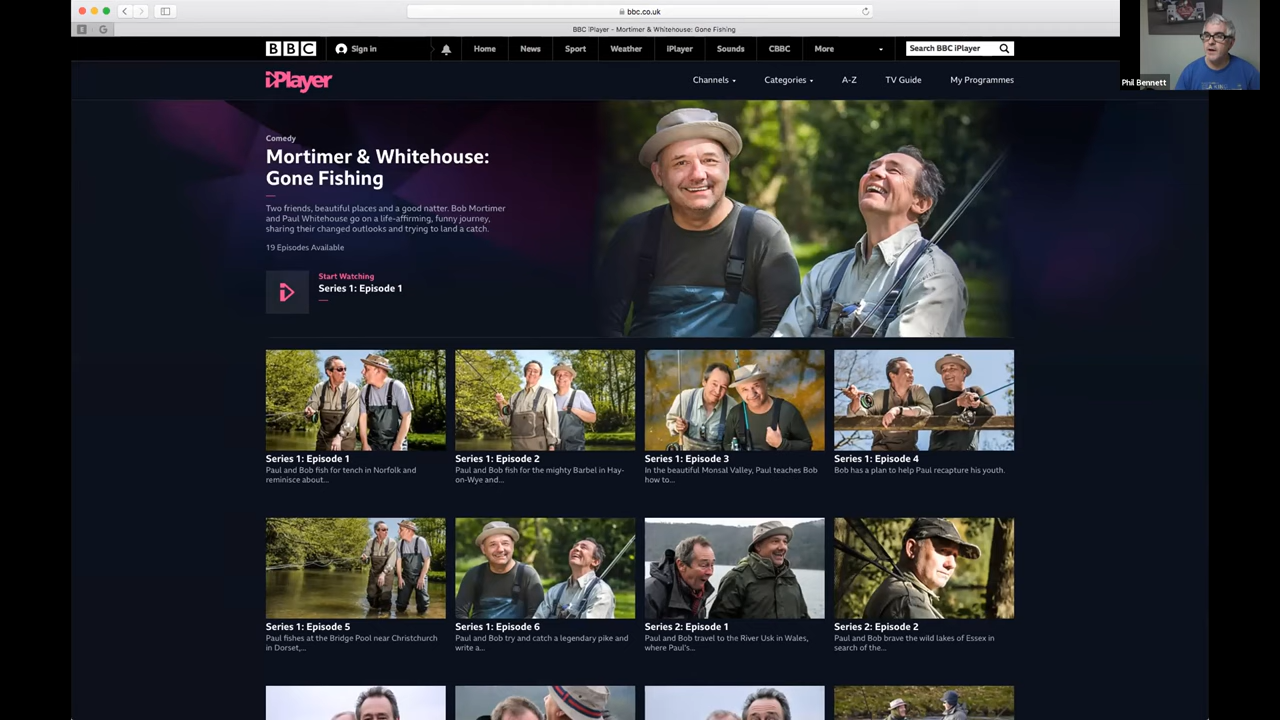 bbc.co.uk
BBC iPlayer - Mortimer & Whitehouse: Gone Fishing
BBC
Sign in
Home
News
Sport
Weather
iPlayer
Sounds
CBBC
More
Search BBC iPlayer
iPlayer
Channels
Categories
A-Z
TV Guide
My Programmes
Phil Bennett
Comedy
Mortimer & Whitehouse:
Gone Fishing
Two friends, beautiful places and a good natter. Bob Mortimer
and Paul Whitehouse go on a life-affirming, funny journey,
sharing their changed outlooks and trying to land a catch.
19 Episodes Available
Start Watching
Series 1: Episode 1
Series 1: Episode 1
Paul and Bob fish for tench in Norfolk and
reminisce about...
Series 1: Episode 2
Paul and Bob fish for the mighty Barbel in Hay-
on-Wye and...
Series 1: Episode 3
In the beautiful Monsal Valley, Paul teaches Bob
how to...
Series 1: Episode 4
Bob has a plan to help Paul recapture his youth.
Series 1: Episode 5
Paul fishes at the Bridge Pool near Christchurch
in Dorset,...
Series 1: Episode 6
Paul and Bob try and catch a legendary pike and
write a...
Series 2: Episode 1
Paul and Bob travel to the River Usk in Wales,
where Paul's...
Series 2: Episode 2
Paul and Bob brave the wild lakes of Essex in
search of the...